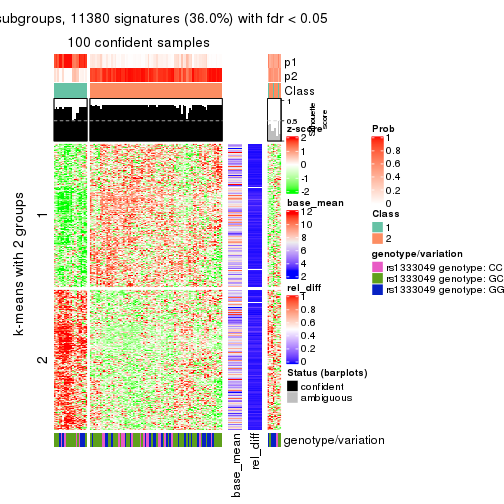 subgroups, 11380 signatures (36.0%) with fdr < 0.05
100 confident samples
p1
p2
Class
1
0.5
0
Silhouette
score
k-means with 2 groups
1
2
z-score
2
1
0
-1
-2
base_mean
12
10
8
6
4
2
rel_diff
1
0.8
0.6
0.4
0.2
0
Status (barplots)
confident
ambiguous
Prob
1
0.8
0.6
0.4
0.2
0
Class
1
2
genotype/variation
rs1333049 genotype: CC
rs1333049 genotype: GC
rs1333049 genotype: GG
genotype/variation
base_mean
rel_diff